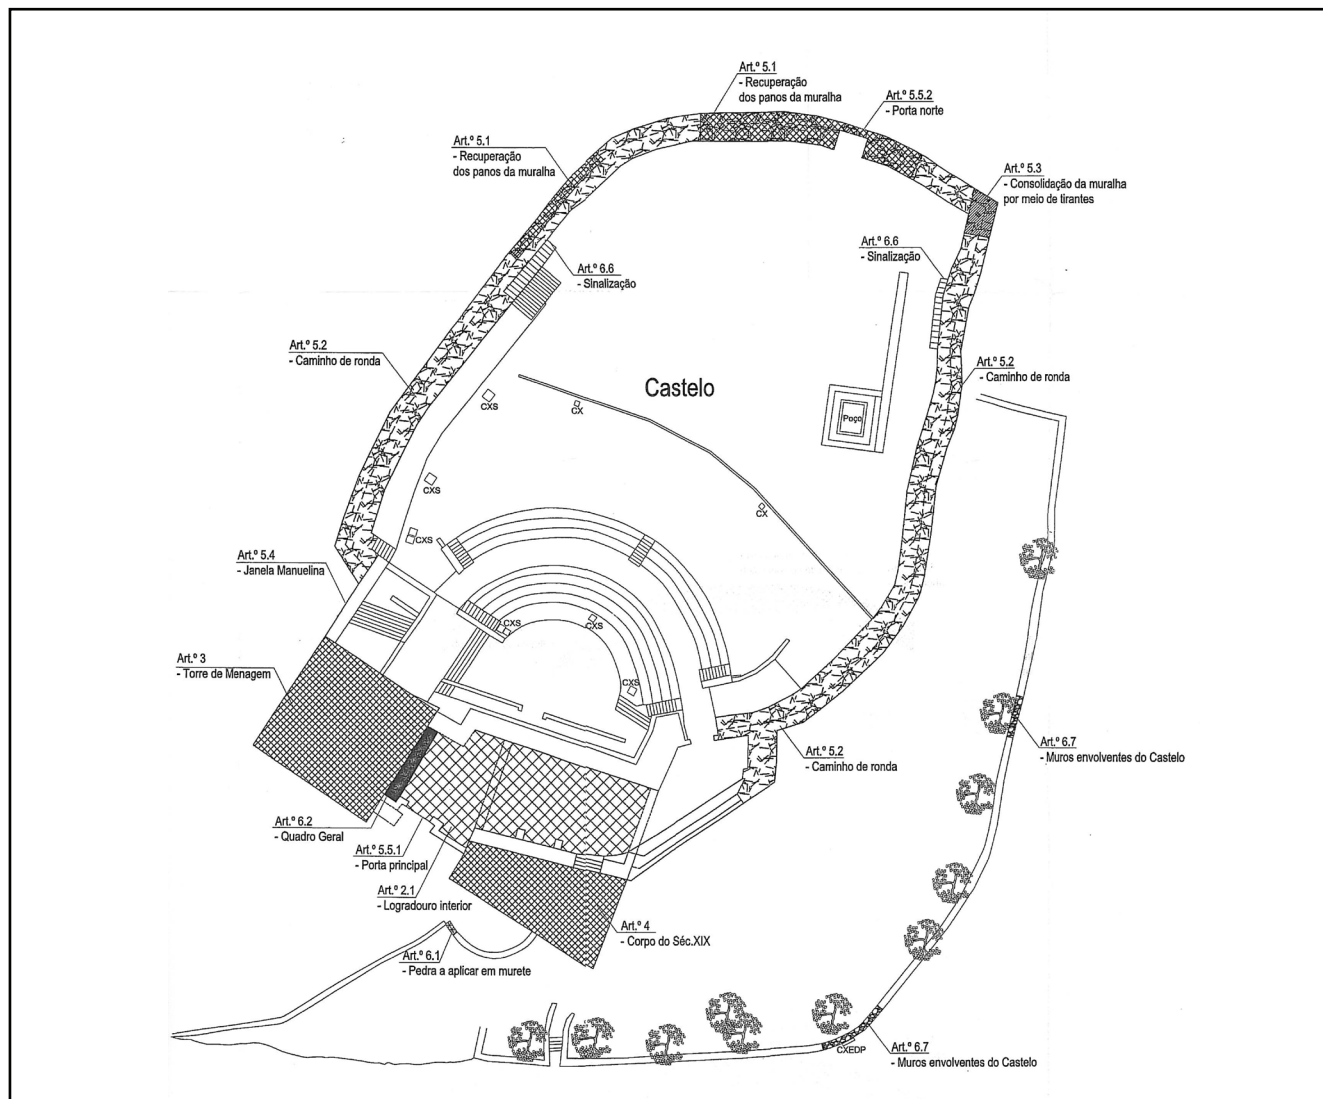 Art.º 5.1
- Recuperação
dos panos da muralha
Art.º 5.5.2
- Porta norte
Art.º 5.1
- Recuperação
dos panos da muralha
Art.º 5.3
- Consolidação da muralha
por meio de tirantes
Art.º 6.6
- Sinalização
Art.º 6.6
- Sinalização
Art.º 5.2
- Caminho de ronda
Art.º 5.2
- Caminho de ronda
Castelo
CXS
CX
Poço
CXS
CX
CXS
Art.º 5.4
- Janela Manuelina
CXS
CXS
Art.º 3
- Torre de Menagem
CXS
Art.º 5.2
- Caminho de ronda
Art.º 6.7
- Muros envolventes do Castelo
Art.º 6.2
- Quadro Geral
Art.º 5.5.1
- Porta principal
Art.º 2.1
- Logradouro interior
Art.º 4
- Corpo do Séc.XIX
Art.º 6.1
- Pedra a aplicar em murete
CXEDP
Art.º 6.7
- Muros envolventes do Castelo